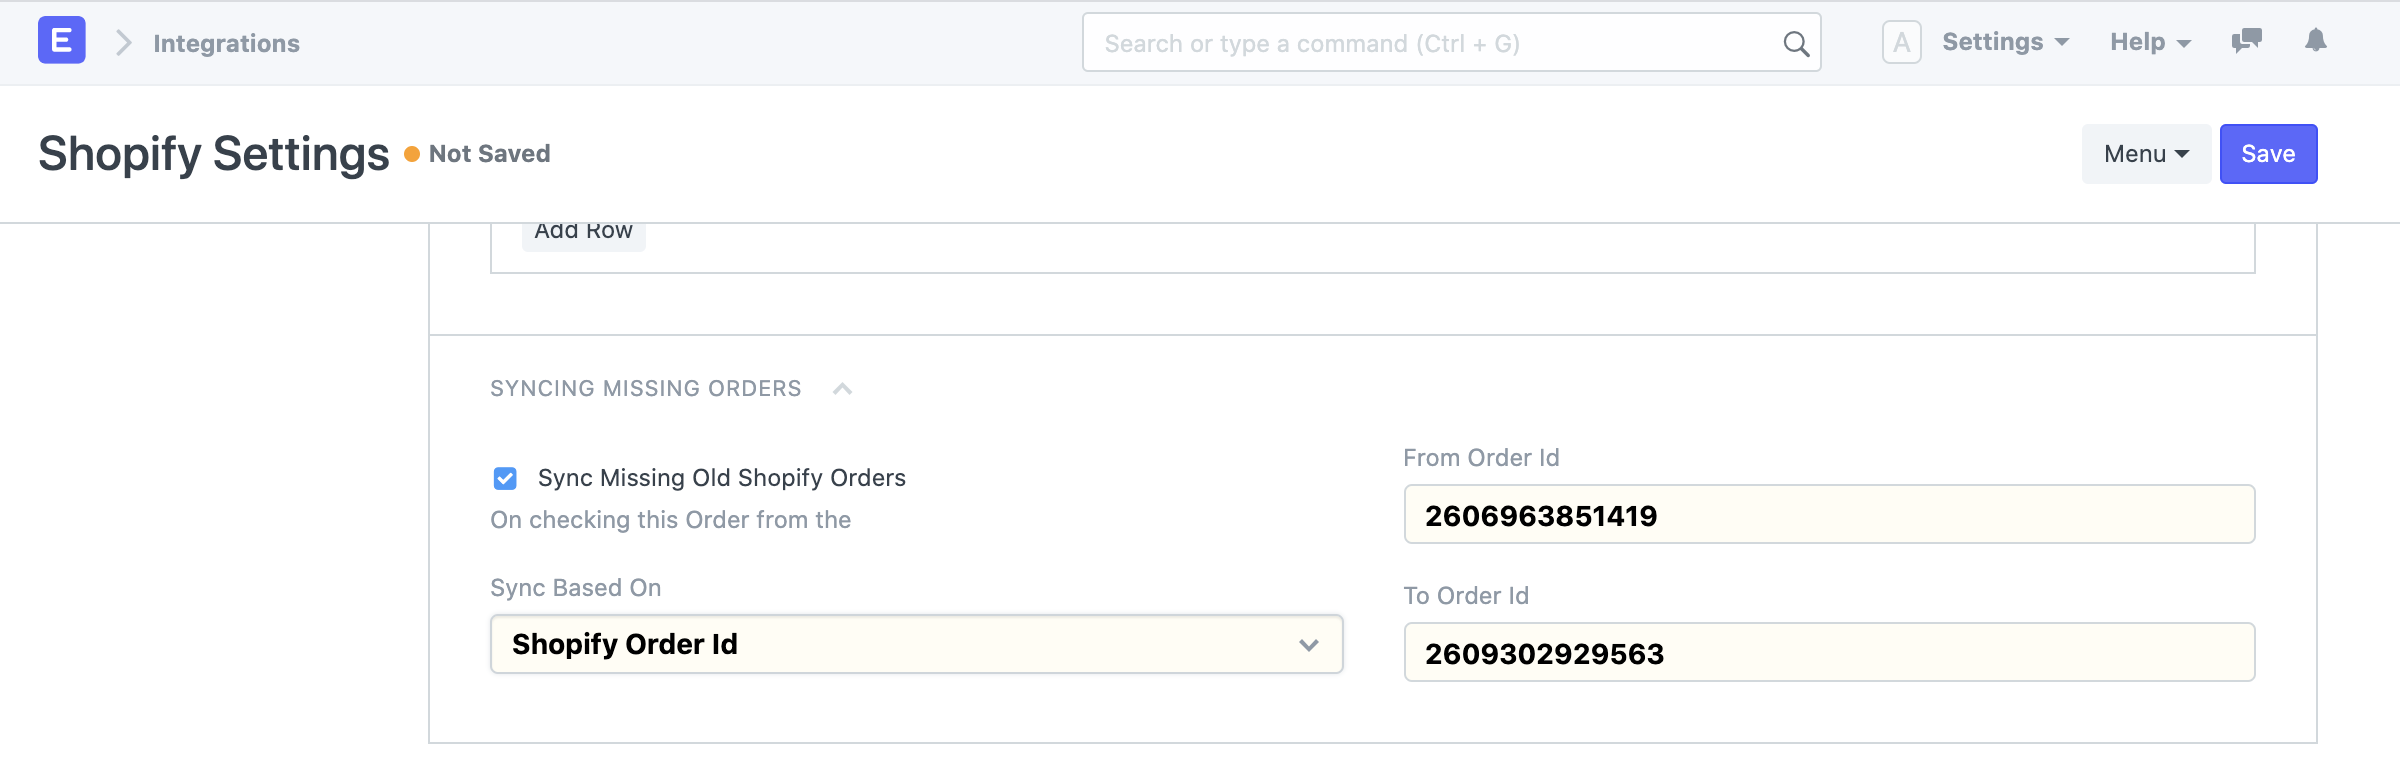 E
Integrations
Search or type a command (Ctrl + G)
A
Settings
Help
Shopify Settings
Not Saved
Menu
Save
Add Row
SYNCING MISSING ORDERS
Sync Missing Old Shopify Orders
On checking this Order from the
Sync Based On
Shopify Order Id
From Order Id
2606963851419
To Order Id
2609302929563